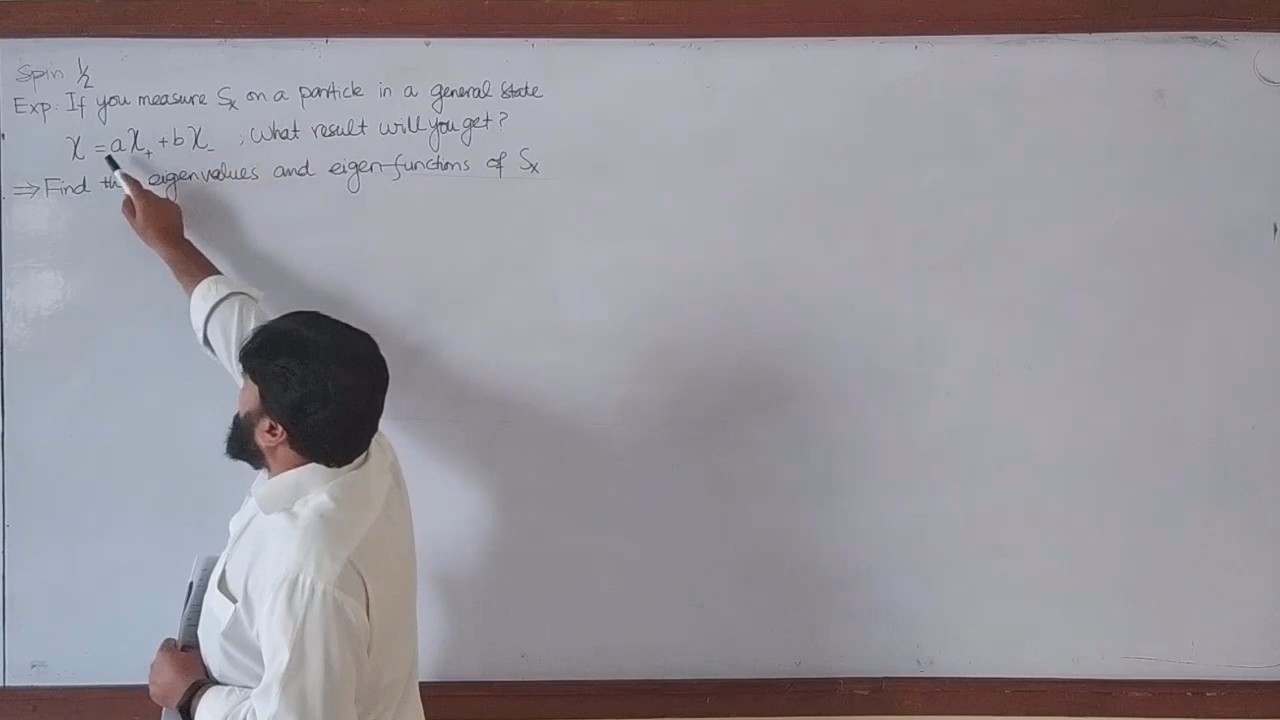 Spin ½
Exp: If you measure Sₓ on a particle in a general state
χ = aχ₊ + bχ₋ ; What result will you get?
⇒ Find the eigenvalues and eigen-functions of Sₓ